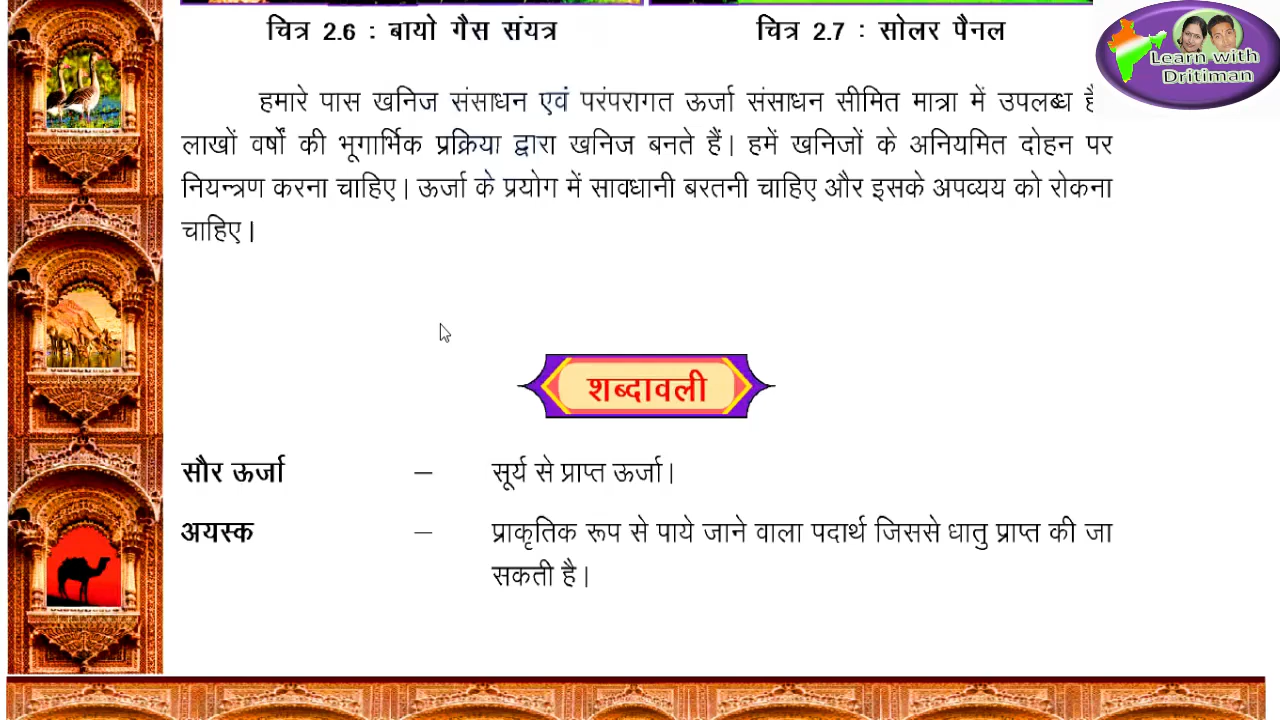 चित्र 2.6 : बायो गैस संयत्र
चित्र 2.7 : सोलर पैनल
Learn with
Dritiman
हमारे पास खनिज संसाधन एवं परंपरागत ऊर्जा संसाधन सीमित मात्रा में उपलब्ध
लाखों वर्षों की भूगार्भिक प्रक्रिया द्वारा खनिज बनते हैं। हमें खनिजों के अनियमित दोहन पर
नियन्त्रण करना चाहिए। ऊर्जा के प्रयोग में सावधानी बरतनी चाहिए और इसके अपव्यय को रोकना
चाहिए।
शब्दावली
सौर ऊर्जा – सूर्य से प्राप्त ऊर्जा।
अयस्क – प्राकृतिक रूप से पाये जाने वाला पदार्थ जिससे धातु प्राप्त की जा
सकती है।